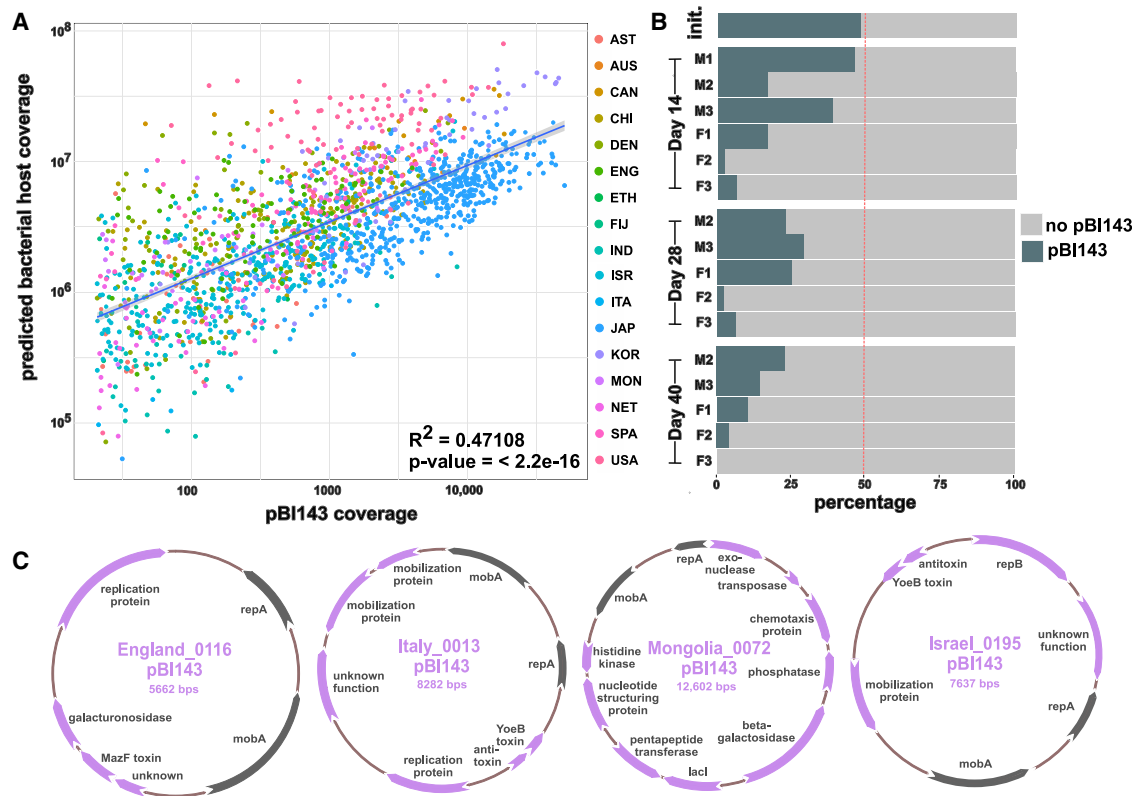 A
10⁸
10⁷
10⁶
10⁵
predicted bacterial host coverage
100
1000
10,000
pBI143 coverage
R² = 0.47108
p-value = < 2.2e-16
AST
AUS
CAN
CHI
DEN
ENG
ETH
FIJ
IND
ISR
ITA
JAP
KOR
MON
NET
SPA
USA
B
init.
Day 14
M1
M2
M3
F1
F2
F3
Day 28
M2
M3
F1
F2
F3
Day 40
M2
M3
F1
F2
F3
0
25
50
75
100
percentage
no pBI143
pBI143
C
replication
protein
repA
England_0116
pBI143
5662 bps
galacturonosidase
mobA
MazF toxin
unknown
mobilization
protein
mobA
mobilization
protein
Italy_0013
pBI143
8282 bps
repA
unknown
function
YoeB
toxin
anti-
toxin
replication
protein
repA
exo-
nuclease
transposase
mobA
chemotaxis
protein
histidine
kinase
Mongolia_0072
pBI143
12,602 bps
phosphatase
nucleotide
structuring
protein
beta-
galactosidase
pentapeptide
transferase
lacI
antitoxin
YoeB toxin
repB
Israel_0195
pBI143
7637 bps
unknown
function
mobilization
protein
repA
mobA